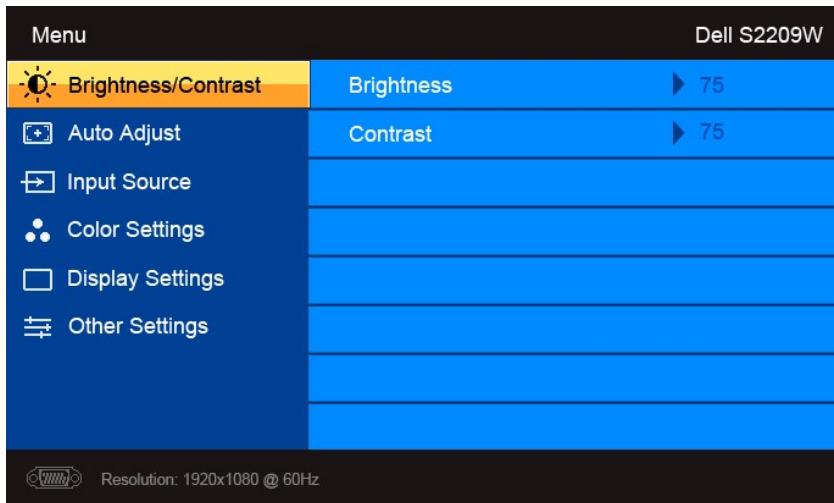 Menu Dell S2209W
Brightness/Contrast Brightness 75
Auto Adjust Contrast 75
Input Source
Color Settings
Display Settings
Other Settings
Resolution: 1920x1080 @ 60Hz